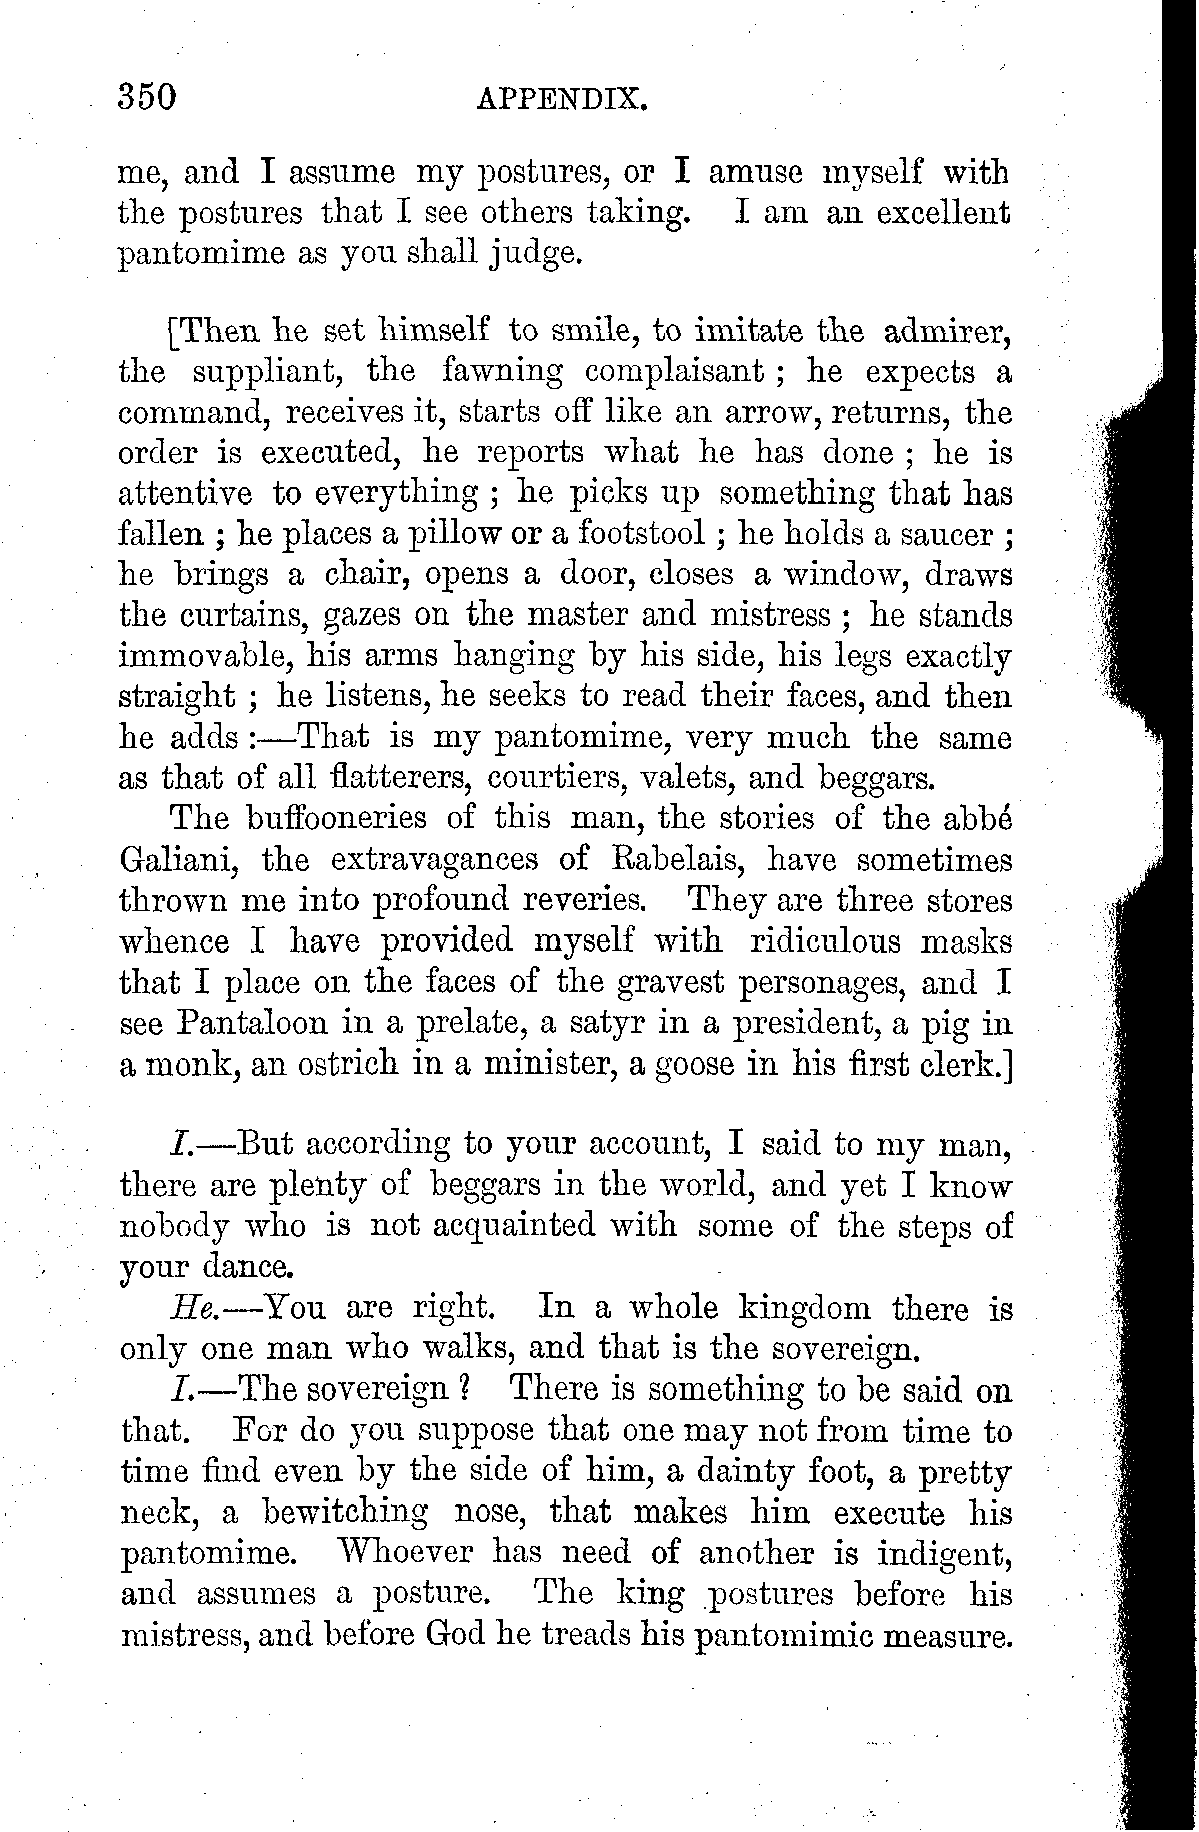 350 APPENDIX.
me, and I assume my postures, or I amuse myself with
the postures that I see others taking. I am an excellent
pantomime as you shall judge.
[Then he set himself to smile, to imitate the admirer,
the suppliant, the fawning complaisant ; he expects a
command, receives it, starts off like an arrow, returns, the
order is executed, he reports what he has done ; he is
attentive to everything ; he picks up something that has
fallen ; he places a pillow or a footstool ; he holds a saucer ;
he brings a chair, opens a door, closes a window, draws
the curtains, gazes on the master and mistress ; he stands
immovable, his arms hanging by his side, his legs exactly
straight ; he listens, he seeks to read their faces, and then
he adds :—That is my pantomime, very much the same
as that of all flatterers, courtiers, valets, and beggars.
The buffooneries of this man, the stories of the abbé
Galiani, the extravagances of Rabelais, have sometimes
thrown me into profound reveries. They are three stores
whence I have provided myself with ridiculous masks
that I place on the faces of the gravest personages, and I
see Pantaloon in a prelate, a satyr in a president, a pig in
a monk, an ostrich in a minister, a goose in his first clerk.]
I.—But according to your account, I said to my man,
there are plenty of beggars in the world, and yet I know
nobody who is not acquainted with some of the steps of
your dance.
He.—You are right. In a whole kingdom there is
only one man who walks, and that is the sovereign.
I.—The sovereign ? There is something to be said on
that. For do you suppose that one may not from time to
time find even by the side of him, a dainty foot, a pretty
neck, a bewitching nose, that makes him execute his
pantomime. Whoever has need of another is indigent,
and assumes a posture. The king postures before his
mistress, and before God he treads his pantomimic measure.